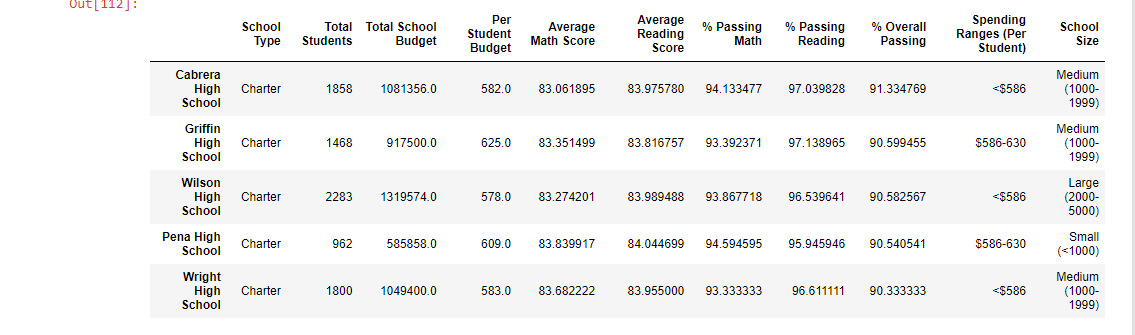 Out[112]:
School Type Total Students Total School Budget Per Student Budget Average Math Score Average Reading Score % Passing Math % Passing Reading % Overall Passing Spending Ranges (Per Student) School Size
Cabrera High School Charter 1858 1081356.0 582.0 83.061895 83.975780 94.133477 97.039828 91.334769 <$586 Medium (1000-1999)
Griffin High School Charter 1468 917500.0 625.0 83.351499 83.816757 93.392371 97.138965 90.599455 $586-630 Medium (1000-1999)
Wilson High School Charter 2283 1319574.0 578.0 83.274201 83.989488 93.867718 96.539641 90.582567 <$586 Large (2000-5000)
Pena High School Charter 962 585858.0 609.0 83.839917 84.044699 94.594595 95.945946 90.540541 $586-630 Small (<1000)
Wright High School Charter 1800 1049400.0 583.0 83.682222 83.955000 93.333333 96.611111 90.333333 <$586 Medium (1000-1999)